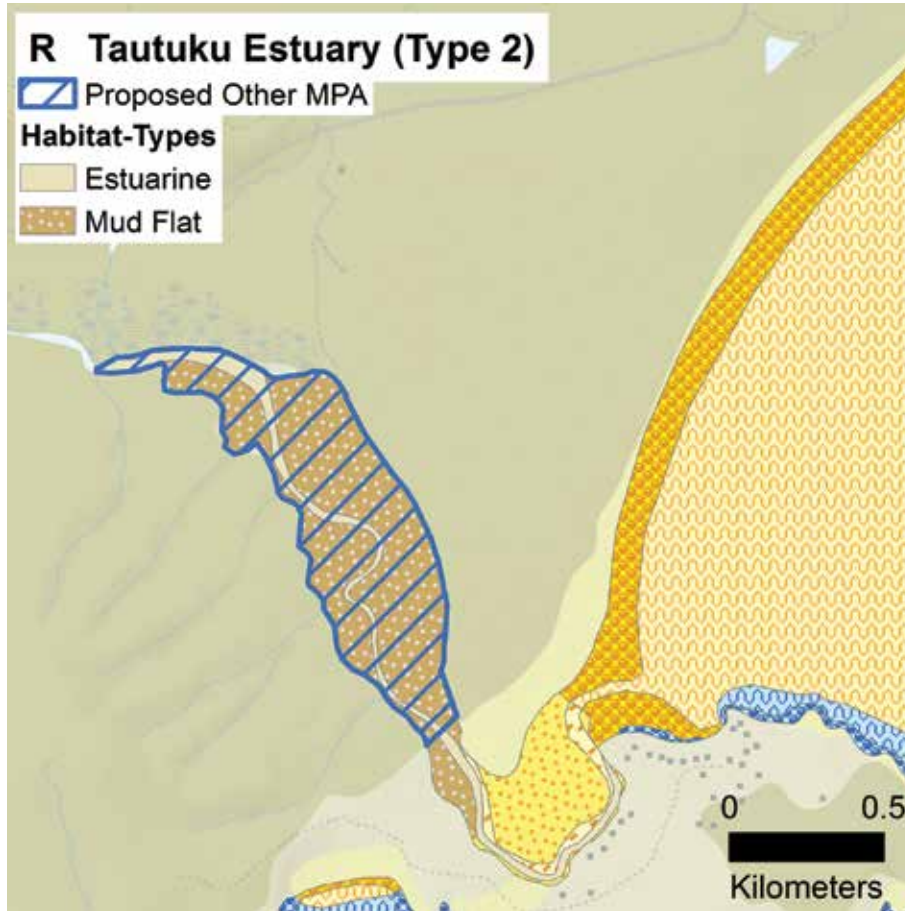 R Tautuku Estuary (Type 2)
Proposed Other MPA
Habitat-Types
Estuarine
Mud Flat
0 0.5
Kilometers